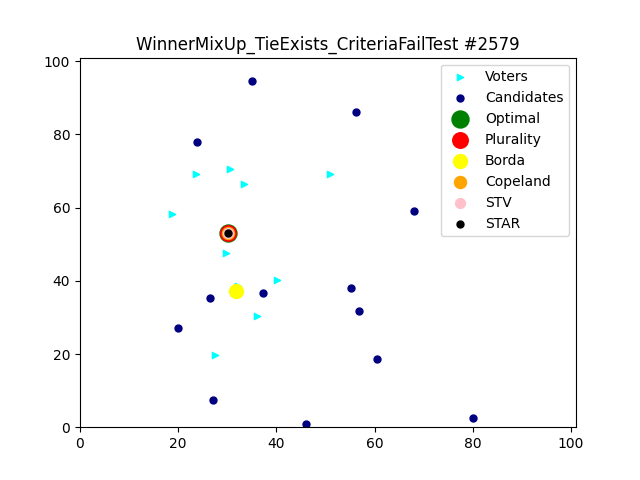 WinnerMixUp_TieExists_CriteriaFailTest #2579
Voters
Candidates
Optimal
Plurality
Borda
Copeland
STV
STAR
100
80
60
40
20
0
0 20 40 60 80 100